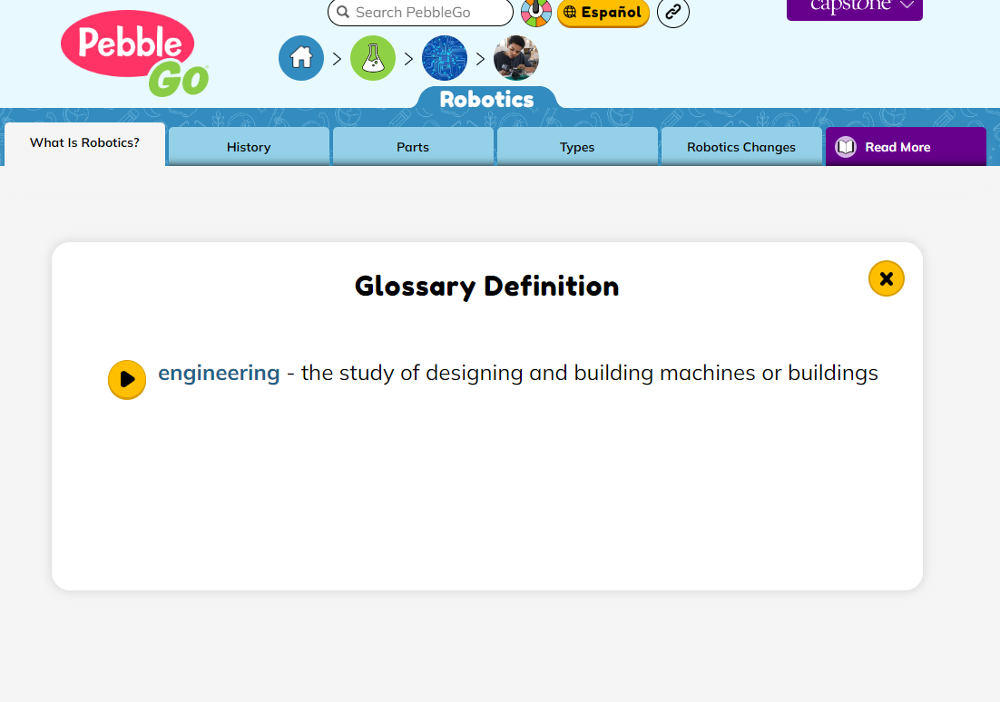 Pebble
Go
Search PebbleGo
Español
capstone
Robotics
What Is Robotics?
History
Parts
Types
Robotics Changes
Read More
Glossary Definition
engineering - the study of designing and building machines or buildings